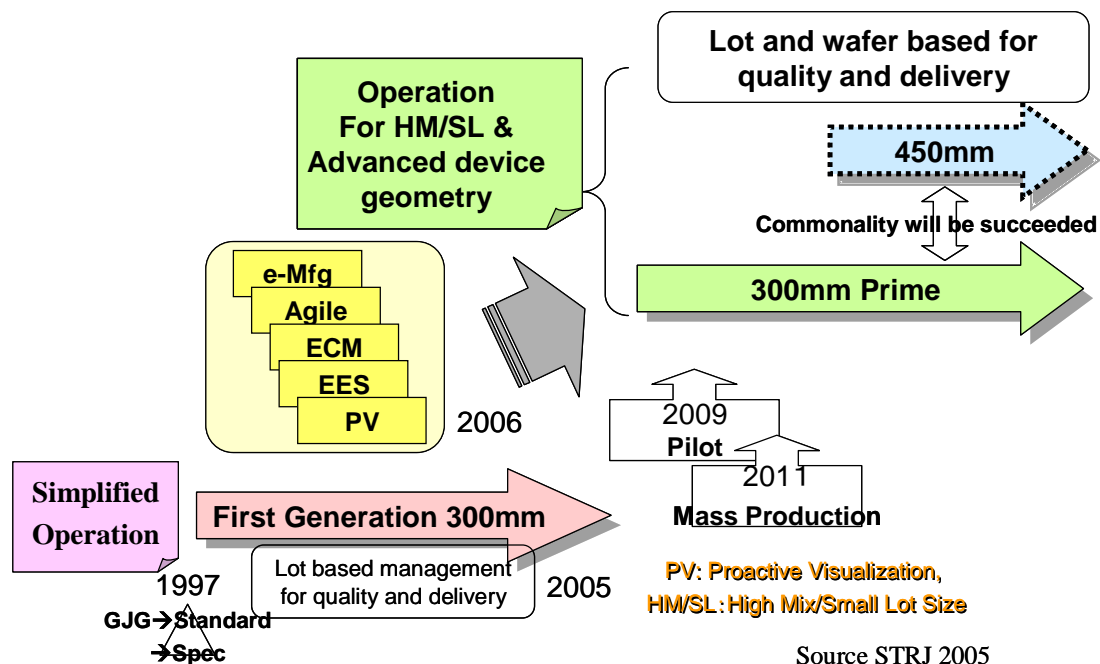 Lot and wafer based for
quality and delivery
Operation
For HM/SL &
Advanced device
geometry
450mm
Commonality will be succeeded
e-Mfg
Agile
ECM
EES
PV
2006
300mm Prime
2009
Pilot
2011
Mass Production
Simplified
Operation
First Generation 300mm
1997
Lot based management
for quality and delivery
2005
GJG→Standard
→Spec
PV: Proactive Visualization,
HM/SL:High Mix/Small Lot Size
Source STRJ 2005